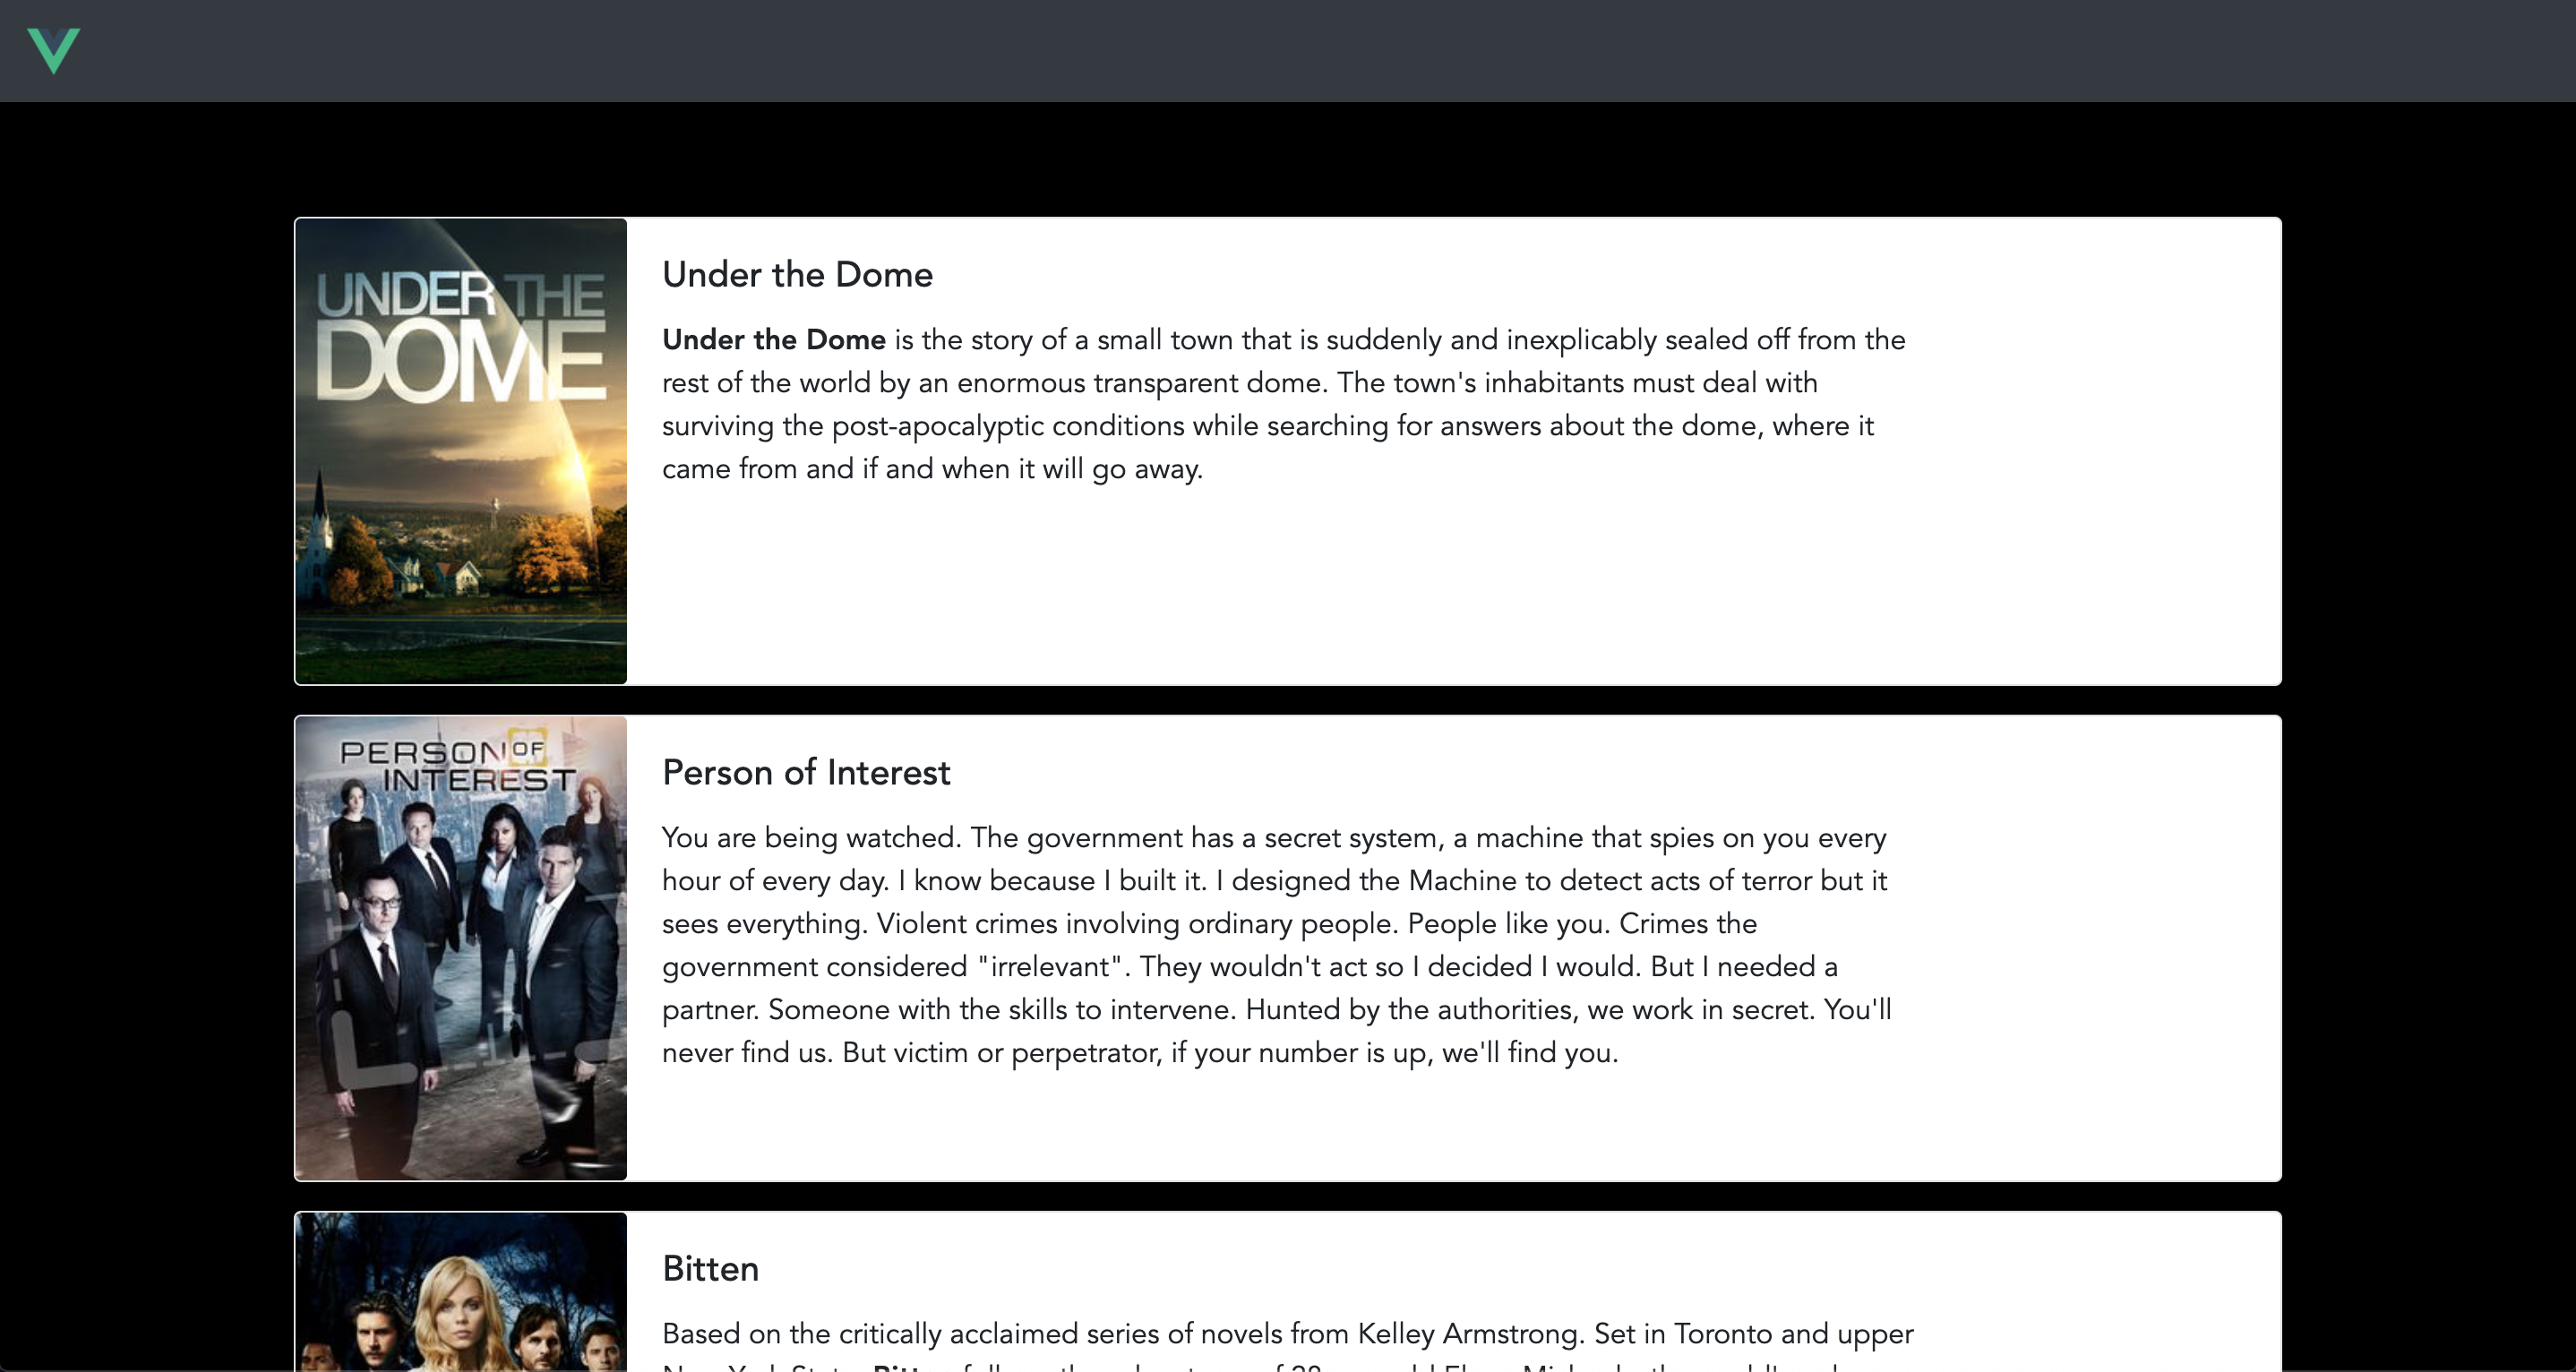 UNDER THE
DOME
Under the Dome
Under the Dome is the story of a small town that is suddenly and inexplicably sealed off from the
rest of the world by an enormous transparent dome. The town's inhabitants must deal with
surviving the post-apocalyptic conditions while searching for answers about the dome, where it
came from and if and when it will go away.
PERSON OF
INTEREST
Person of Interest
You are being watched. The government has a secret system, a machine that spies on you every
hour of every day. I know because I built it. I designed the Machine to detect acts of terror but it
sees everything. Violent crimes involving ordinary people. People like you. Crimes the
government considered "irrelevant". They wouldn't act so I decided I would. But I needed a
partner. Someone with the skills to intervene. Hunted by the authorities, we work in secret. You'll
never find us. But victim or perpetrator, if your number is up, we'll find you.
Bitten
Based on the critically acclaimed series of novels from Kelley Armstrong. Set in Toronto and upper